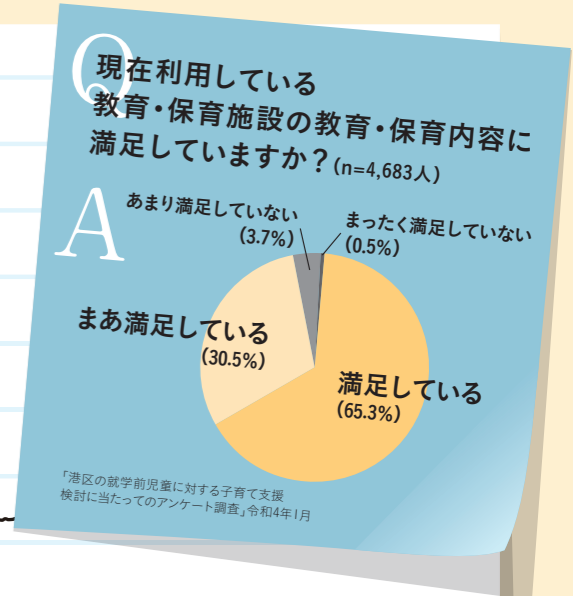 Q
現在利用している
教育・保育施設の教育・保育内容に
満足していますか?(n=4,683人)
A
あまり満足していない
(3.7%)
まったく満足していない
(0.5%)
まあ満足している
(30.5%)
満足している
(65.3%)
「港区の就学前児童に対する子育て支援
検討に当たってのアンケート調査」令和4年1月